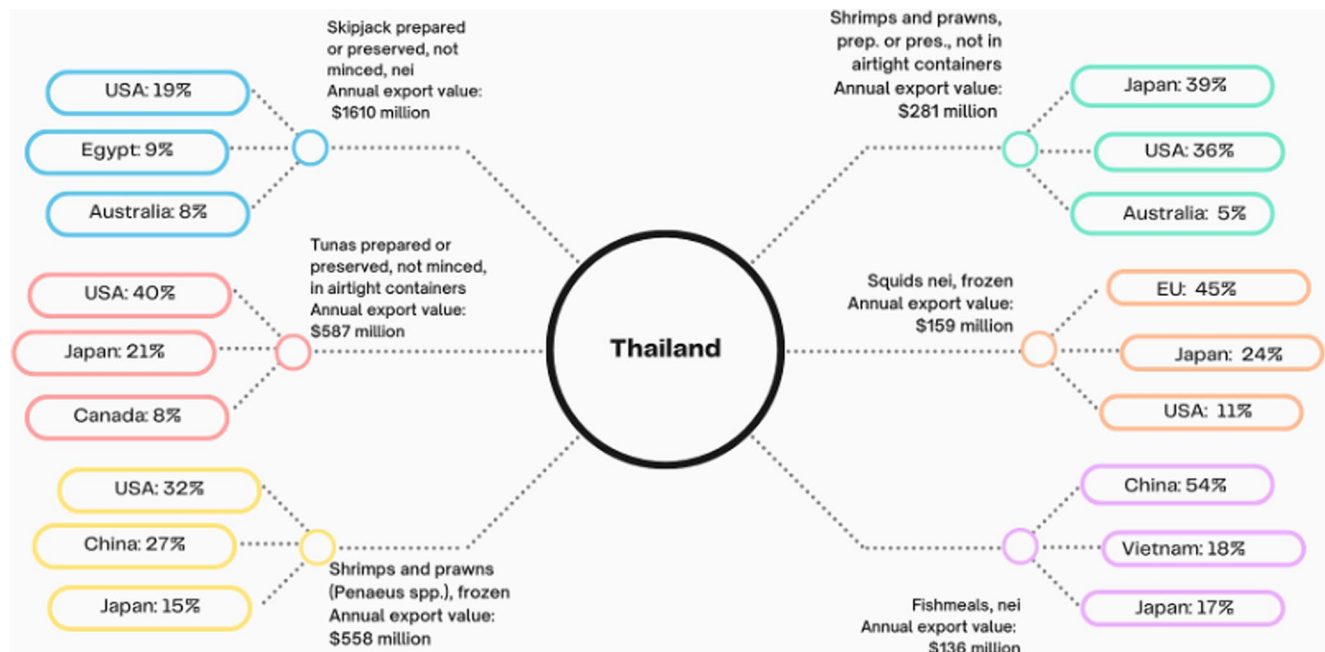 Skipjack prepared
or preserved, not
minced, nei
Annual export value:
$1610 million
USA: 19%
Egypt: 9%
Australia: 8%
Tunas prepared or
preserved, not minced,
in airtight containers
Annual export value:
$587 million
USA: 40%
Japan: 21%
Canada: 8%
USA: 32%
China: 27%
Japan: 15%
Shrimps and prawns
(Penaeus spp.), frozen
Annual export value:
$558 million
Thailand
Shrimps and prawns,
prep. or pres., not in
airtight containers
Annual export value:
$281 million
Japan: 39%
USA: 36%
Australia: 5%
Squids nei, frozen
Annual export value:
$159 million
EU: 45%
Japan: 24%
USA: 11%
China: 54%
Vietnam: 18%
Japan: 17%
Fishmeals, nei
Annual export value:
$136 million